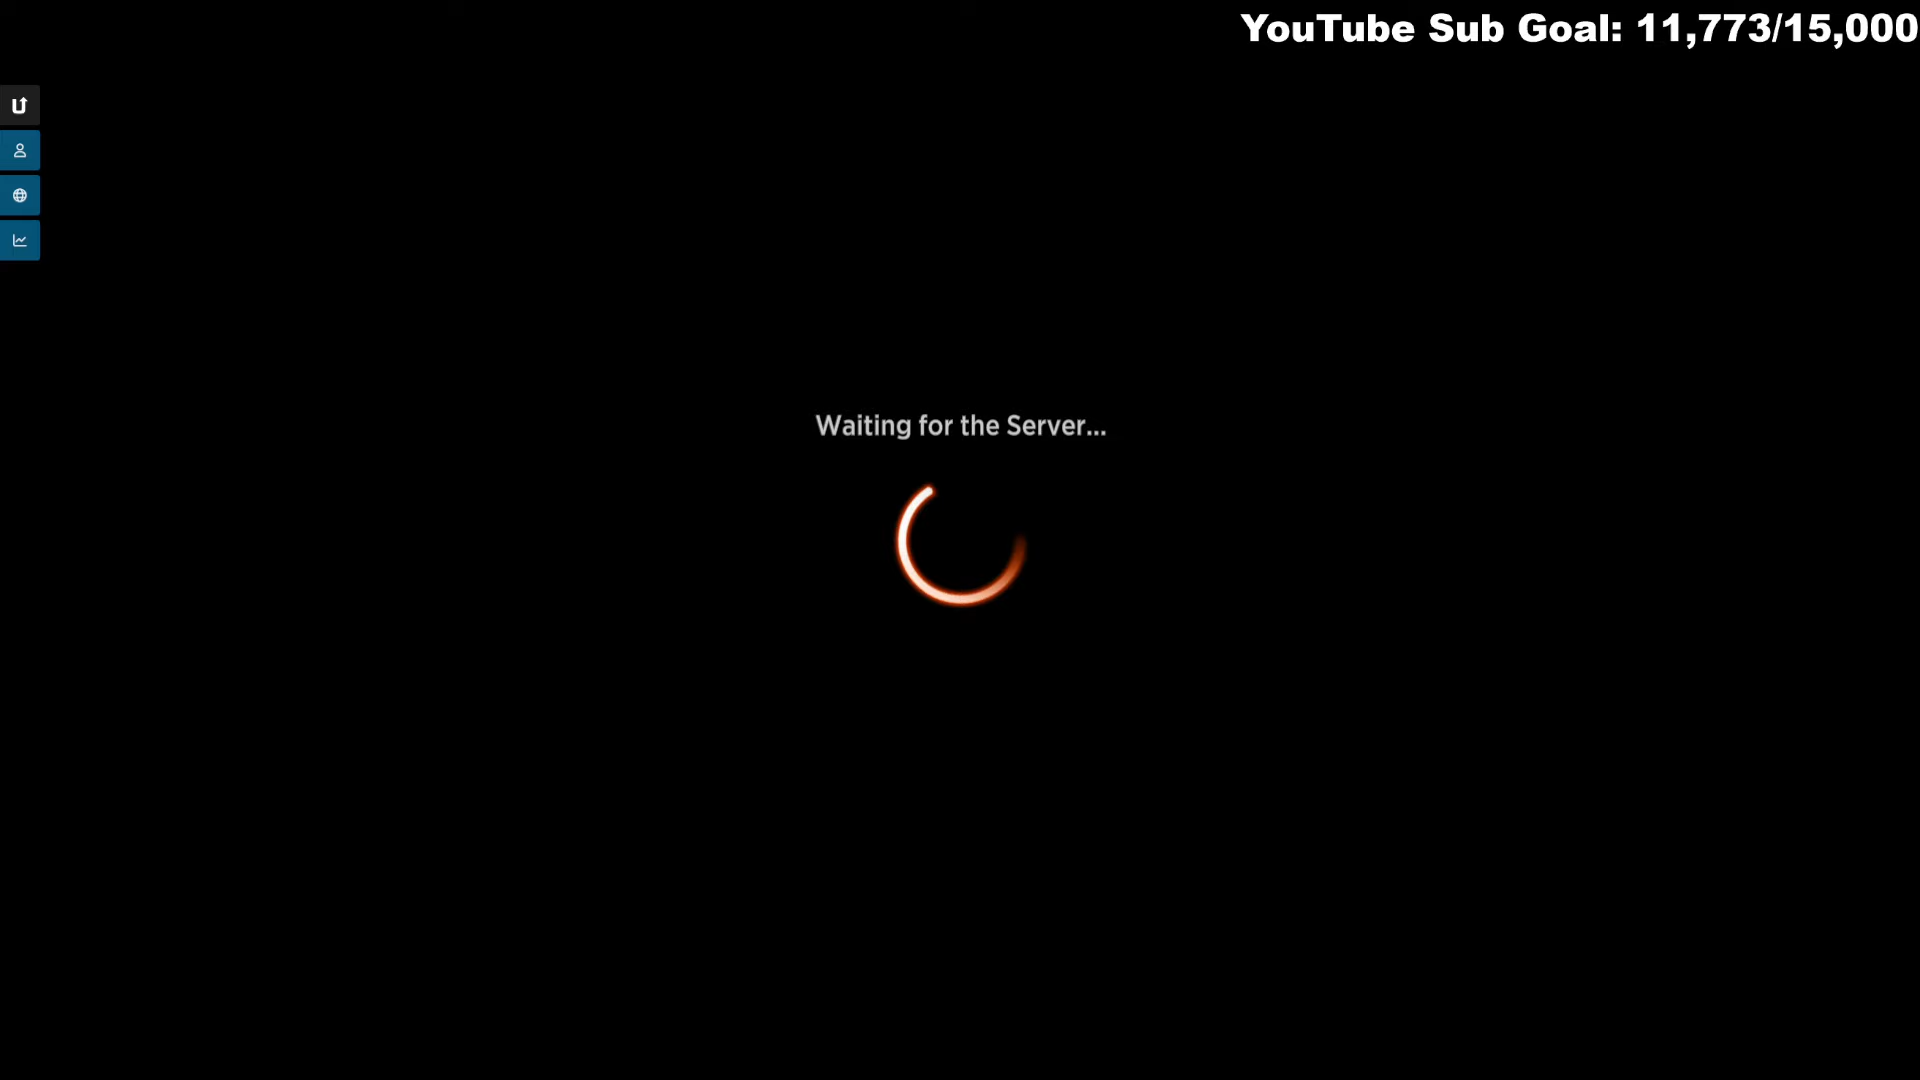 YouTube Sub Goal: 11,773/15,000
Waiting for the Server...